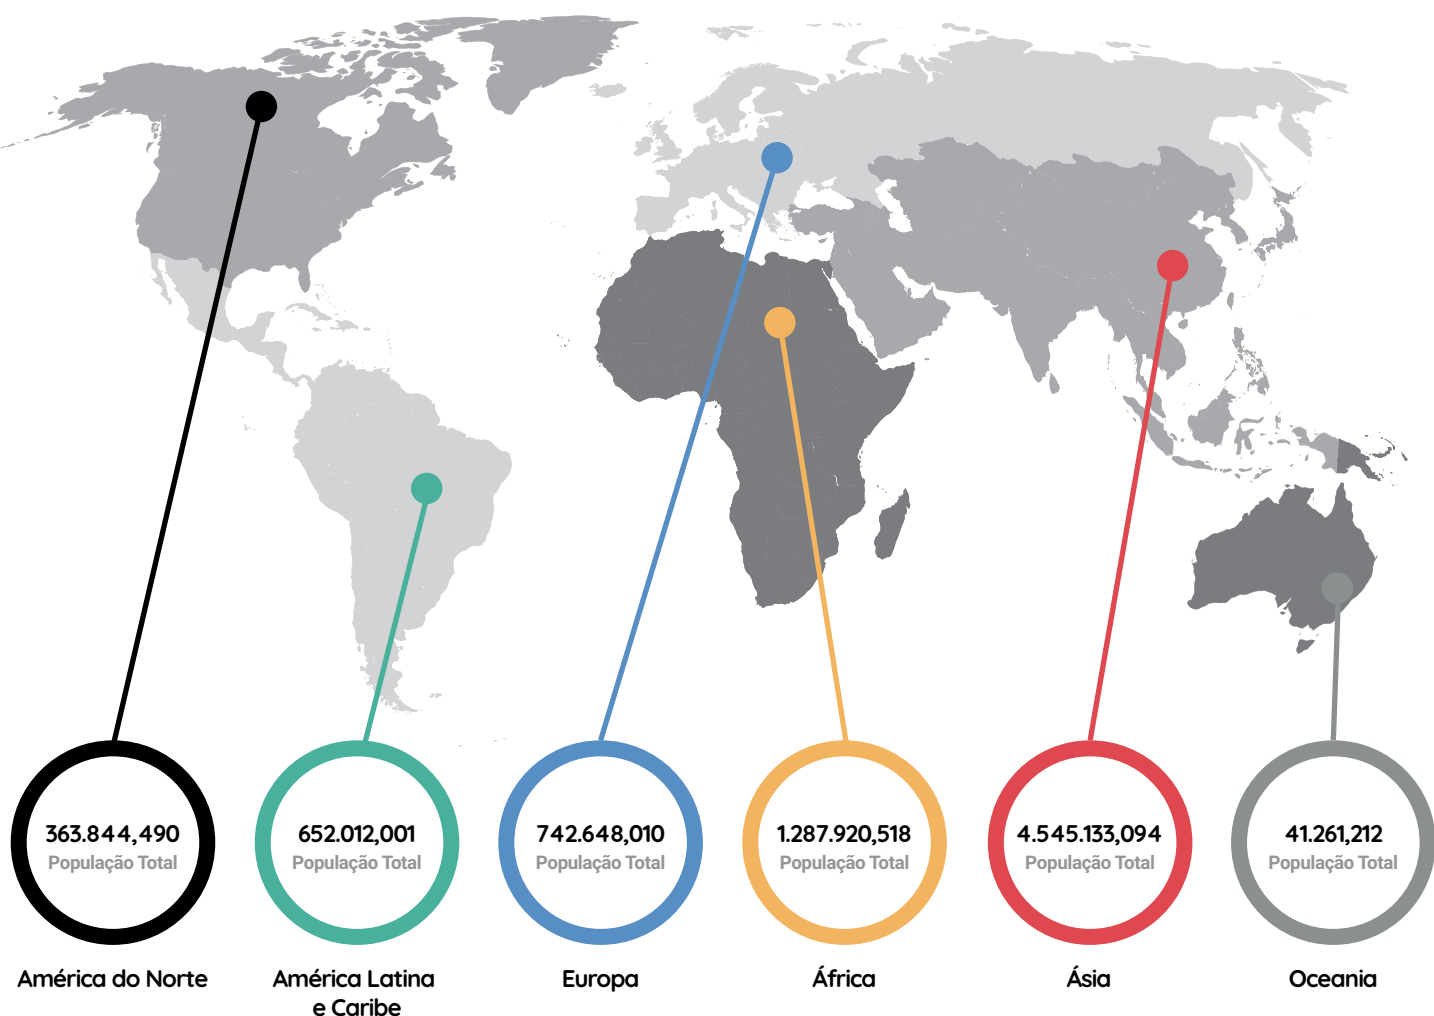 363.844,490
População Total
América do Norte
652.012,001
População Total
América Latina
e Caribe
742.648,010
População Total
Europa
1.287.920,518
População Total
África
4.545.133,094
População Total
Ásia
41.261,212
População Total
Oceania